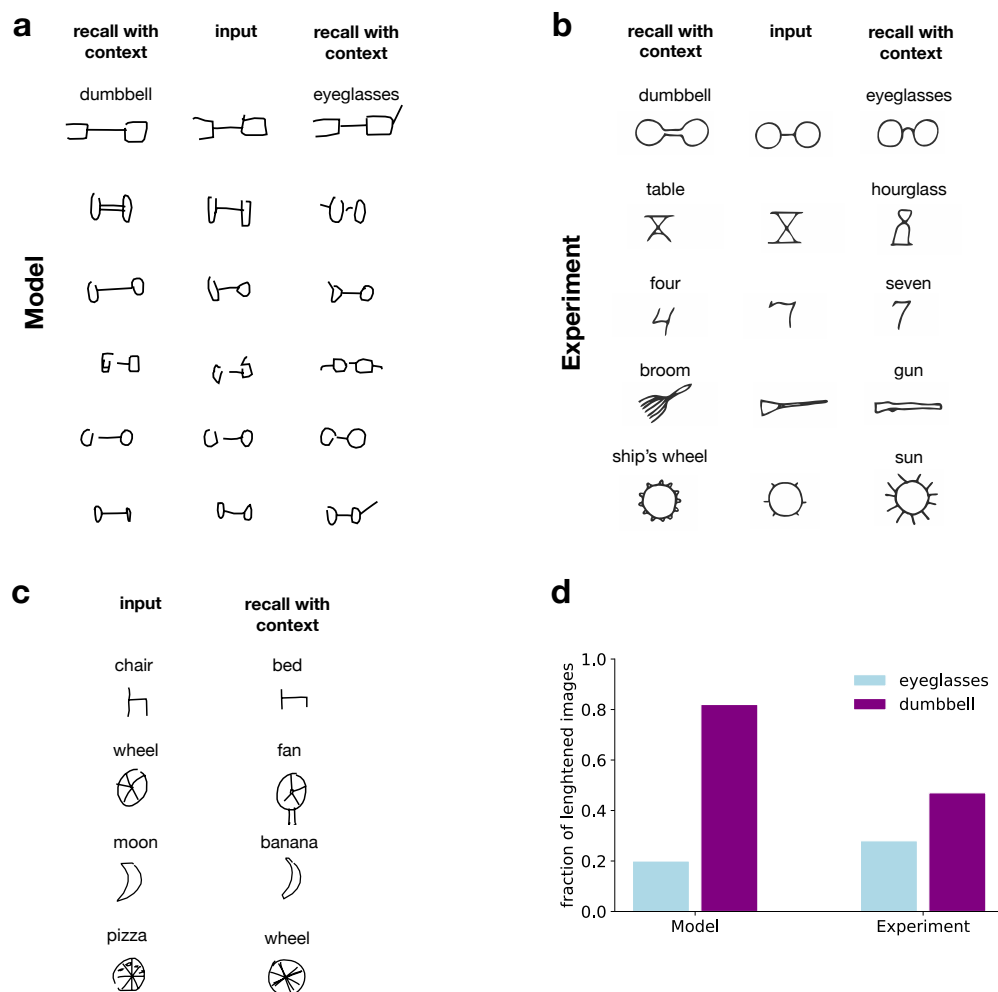 a
recall with context
input
recall with context
dumbbell
eyeglasses
Model
b
recall with context
input
recall with context
dumbbell
eyeglasses
table
hourglass
four
seven
broom
gun
ship's wheel
sun
Experiment
c
input
recall with context
chair
bed
wheel
fan
moon
banana
pizza
wheel
d
fraction of lenghtened images
1.0
0.8
0.6
0.4
0.2
0.0
eyeglasses
dumbbell
Model
Experiment